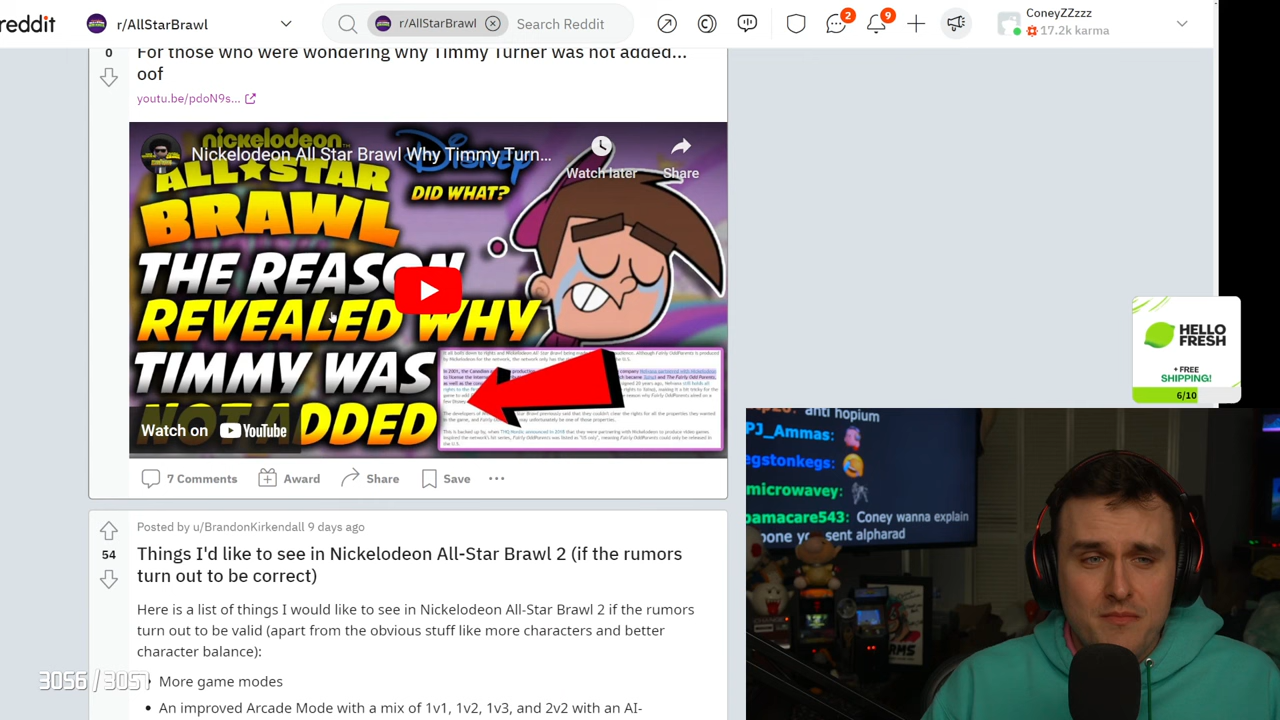 reddit
r/AllStarBrawl
r/AllStarBrawl
Search Reddit
2
9
ConeyZZzzz
17.2k karma
0
For those who were wondering why Timmy Turner was not added...
oof
youtu.be/pdoN9s...
Nickelodeon All Star Brawl Why Timmy Turn...
Watch later
Share
nickelodeon
ALL★STAR
BRAWL
Disney
DID WHAT?
THE REASON
REVEALED WHY
TIMMY WAS
NOT ADDED
Watch on YouTube
7 Comments
Award
Share
Save
Posted by u/BrandonKirkendall 9 days ago
54
Things I'd like to see in Nickelodeon All-Star Brawl 2 (if the rumors
turn out to be correct)
Here is a list of things I would like to see in Nickelodeon All-Star Brawl 2 if the rumors
turn out to be valid (apart from the obvious stuff like more characters and better
character balance):
• More game modes
• An improved Arcade Mode with a mix of 1v1, 1v2, 1v3, and 2v2 with an AI-
3056 / 3057
HELLO
FRESH
+ FREE
SHIPPING!
6/10
anti hopium
PJ_Ammas:
egstonkegs:
microwavey:
bamacare543: Coney wanna explain
bone you sent alpharad